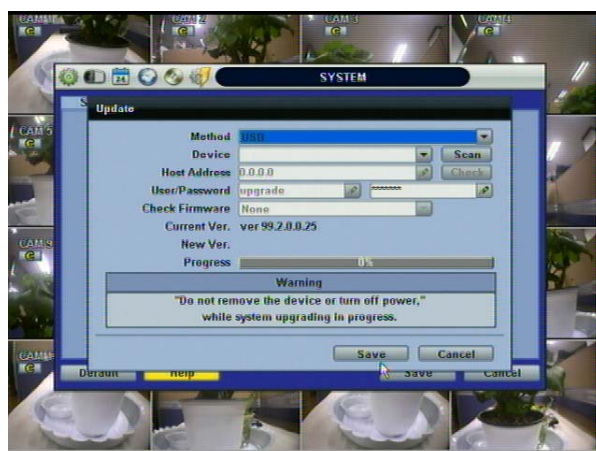 CAM 2
CAM 3
CAM 4
C
C
C
C
SYSTEM
24
Update
Method USB
Device Scan
Host Address 0.0.0.0 Check
User/Password upgrade *******
Check Firmware None
Current Ver. ver 99.2.0.0.25
New Ver.
Progress 0%
Warning
"Do not remove the device or turn off power,"
while system upgrading in progress.
Save Cancel
CAM 5
C
CAM 9
C
C
Default Help Save Cancel